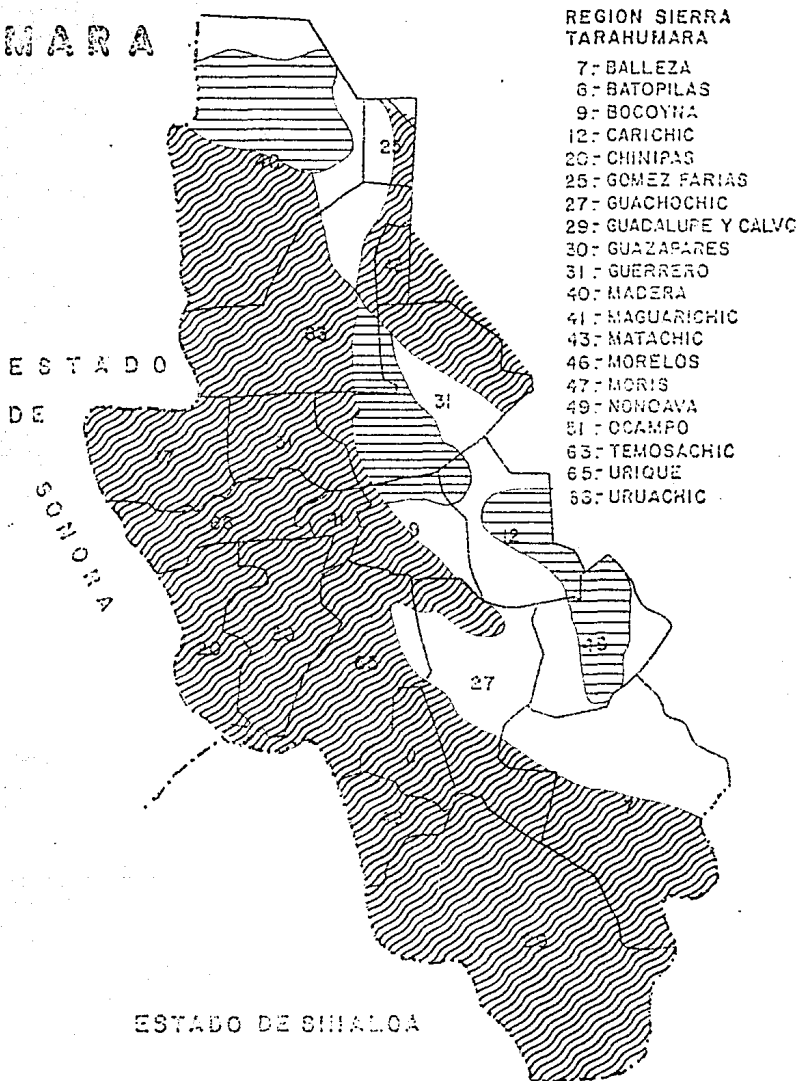 MARA
REGION SIERRA
TARAHUMARA
7.- BALLEZA
8.- BATOPILAS
9.- BOCOYNA
12.- CARICHIC
20.- CHINIPAS
25.- GOMEZ FARIAS
27.- GUACHOCHIC
29.- GUADALUPE Y CALVO
30.- GUAZAPARES
31.- GUERRERO
40.- MADERA
41.- MAGUARICHIC
43.- MATACHIC
46.- MORELOS
47.- MORIS
49.- NONOAVA
51.- OCAMPO
63.- TEMOSACHIC
65.- URIQUE
66.- URUACHIC
25
40
63
31
9
12
27
ESTADO
DE
SONORA
ESTADO DE SINALOA